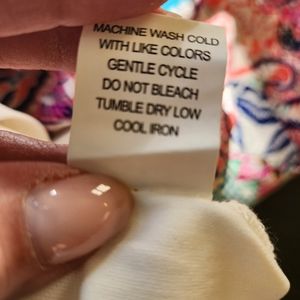 MACHINE WASH COLD
WITH LIKE COLORS
GENTLE CYCLE
DO NOT BLEACH
TUMBLE DRY LOW
COOL IRON